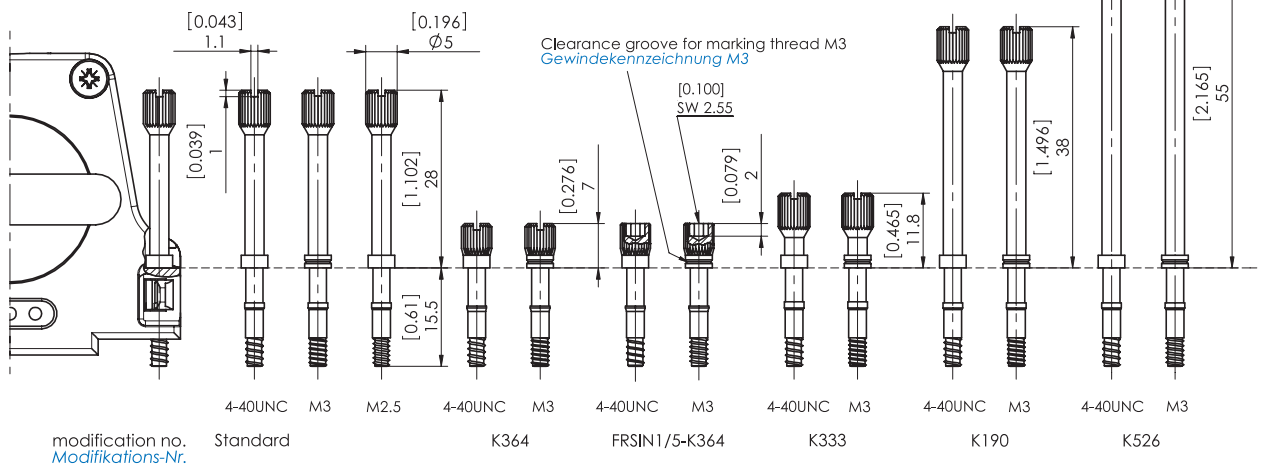 [0.043]
1.1
[0.196]
Ø5
[0.039]
1
[1.102]
28
[0.61]
15.5
[0.276]
7
Clearance groove for marking thread M3
Gewindekennzeichnung M3
[0.100]
SW 2.55
[0.079]
2
[0.465]
11.8
[1.496]
38
[2.165]
55
4-40UNC M3 M2.5 4-40UNC M3 4-40UNC M3 4-40UNC M3 4-40UNC M3 4-40UNC M3
modification no. Standard K364 FRSIN1/5-K364 K333 K190 K526
Modifikations-Nr.